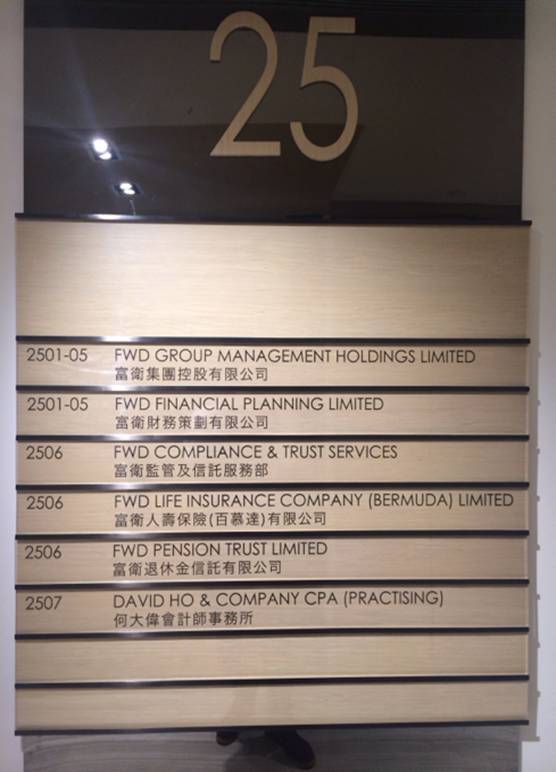 25
2501-05 FWD GROUP MANAGEMENT HOLDINGS LIMITED
富衛集團控股有限公司
2501-05 FWD FINANCIAL PLANNING LIMITED
富衛財務策劃有限公司
2506 FWD COMPLIANCE & TRUST SERVICES
富衛監管及信託服務部
2506 FWD LIFE INSURANCE COMPANY (BERMUDA) LIMITED
富衛人壽保險(百慕達)有限公司
2506 FWD PENSION TRUST LIMITED
富衛退休金信託有限公司
2507 DAVID HO & COMPANY CPA (PRACTISING)
何大偉會計師事務所